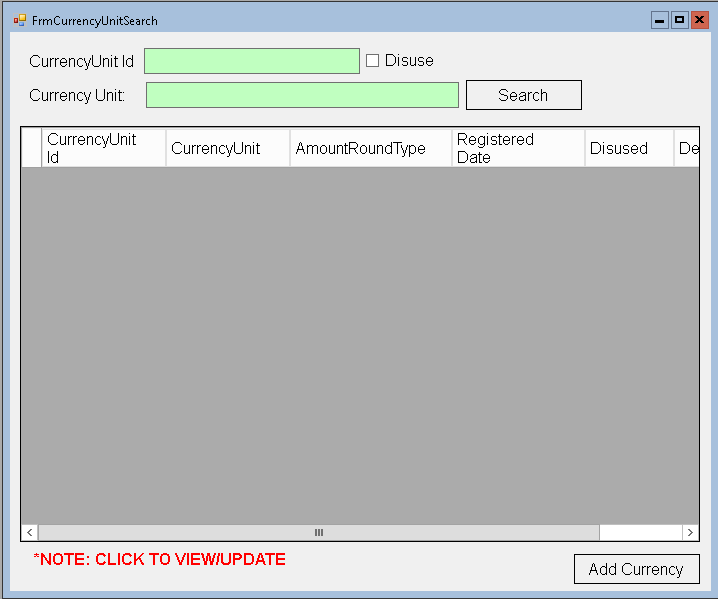 FrmCurrencyUnitSearch
CurrencyUnit Id
Disuse
Currency Unit:
Search
CurrencyUnit
Id
CurrencyUnit
AmountRoundType
Registered
Date
Disused
De
*NOTE: CLICK TO VIEW/UPDATE
Add Currency